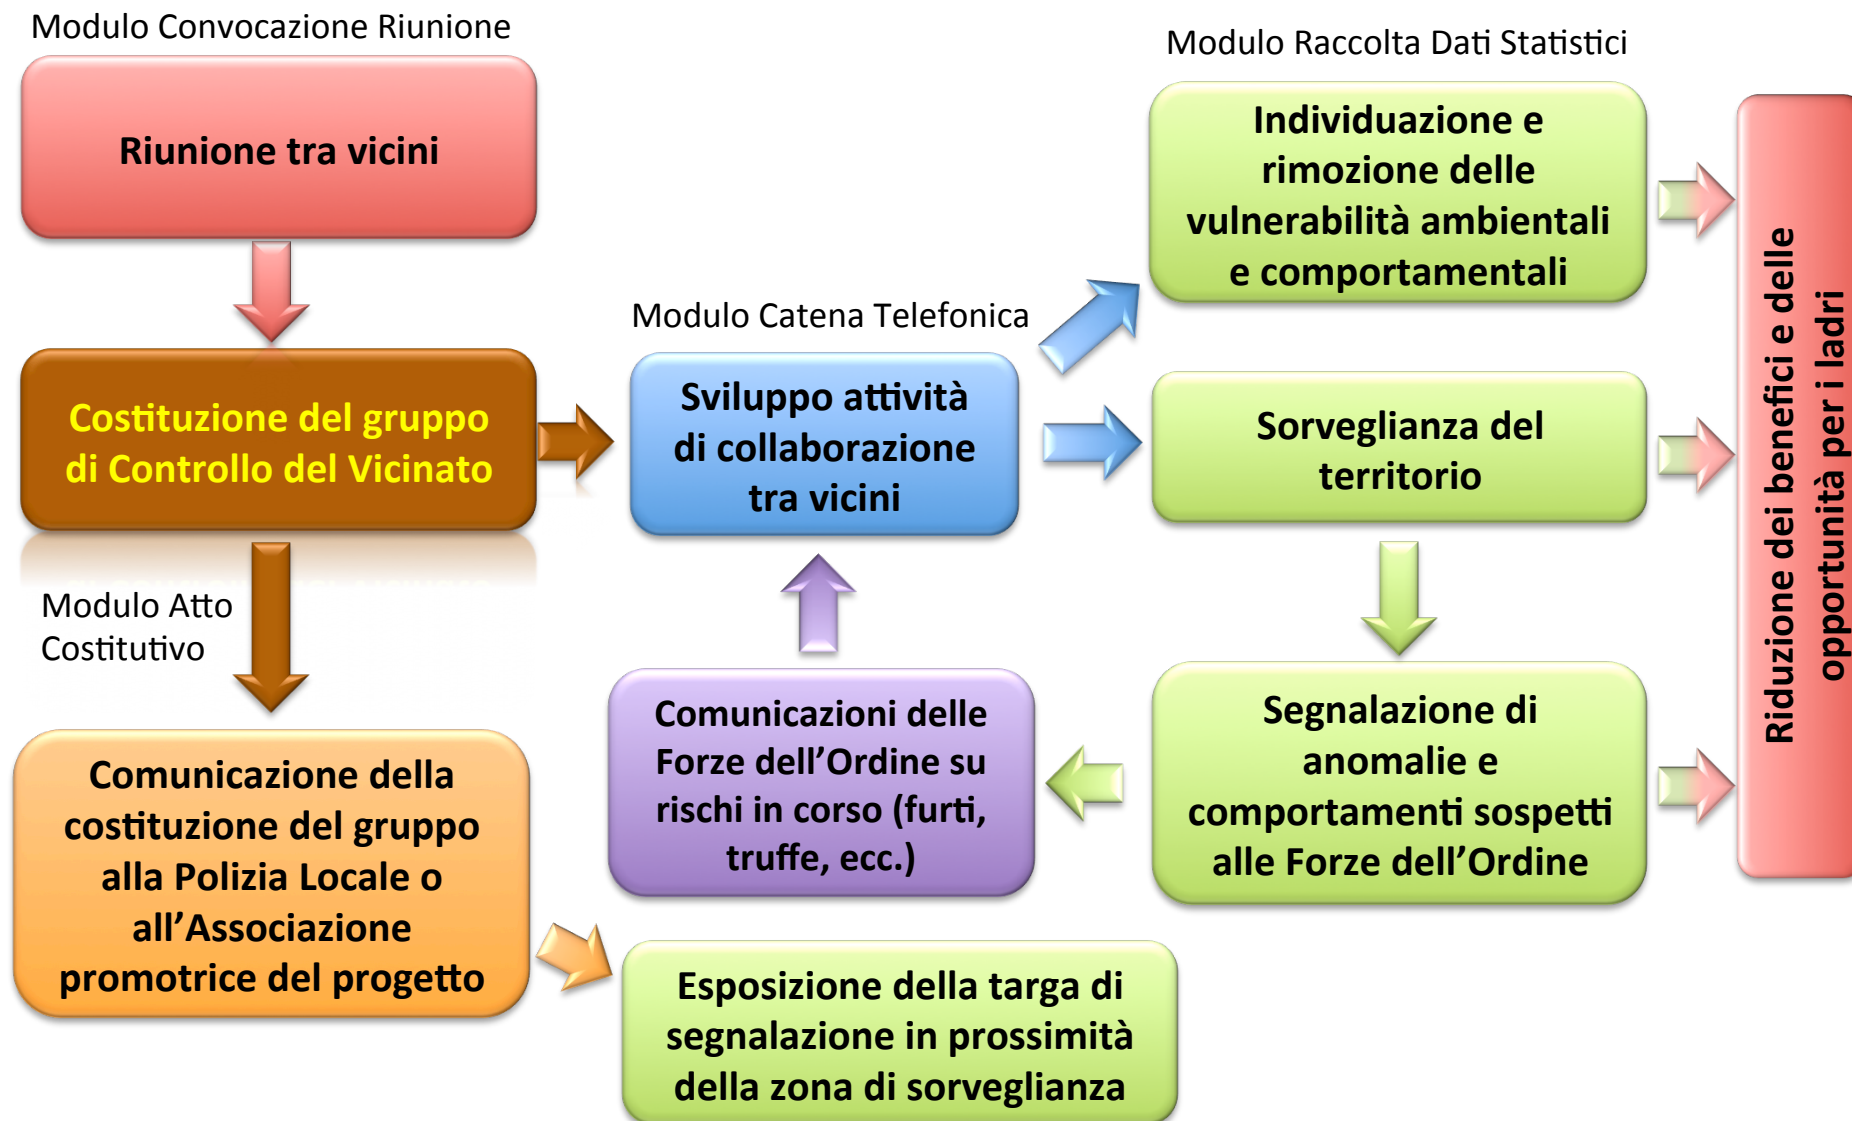 Modulo Convocazione Riunione
Riunione tra vicini
Costituzione del gruppo
di Controllo del Vicinato
Modulo Atto
Costitutivo
Comunicazione della
costituzione del gruppo
alla Polizia Locale o
all’Associazione
promotrice del progetto
Modulo Catena Telefonica
Sviluppo attività
di collaborazione
tra vicini
Comunicazioni delle
Forze dell’Ordine su
rischi in corso (furti,
truffe, ecc.)
Esposizione della targa di
segnalazione in prossimità
della zona di sorveglianza
Modulo Raccolta Dati Statistici
Individuazione e
rimozione delle
vulnerabilità ambientali
e comportamentali
Sorveglianza del
territorio
Segnalazione di
anomalie e
comportamenti sospetti
alle Forze dell’Ordine
Riduzione dei benefici e delle
opportunità per i ladri